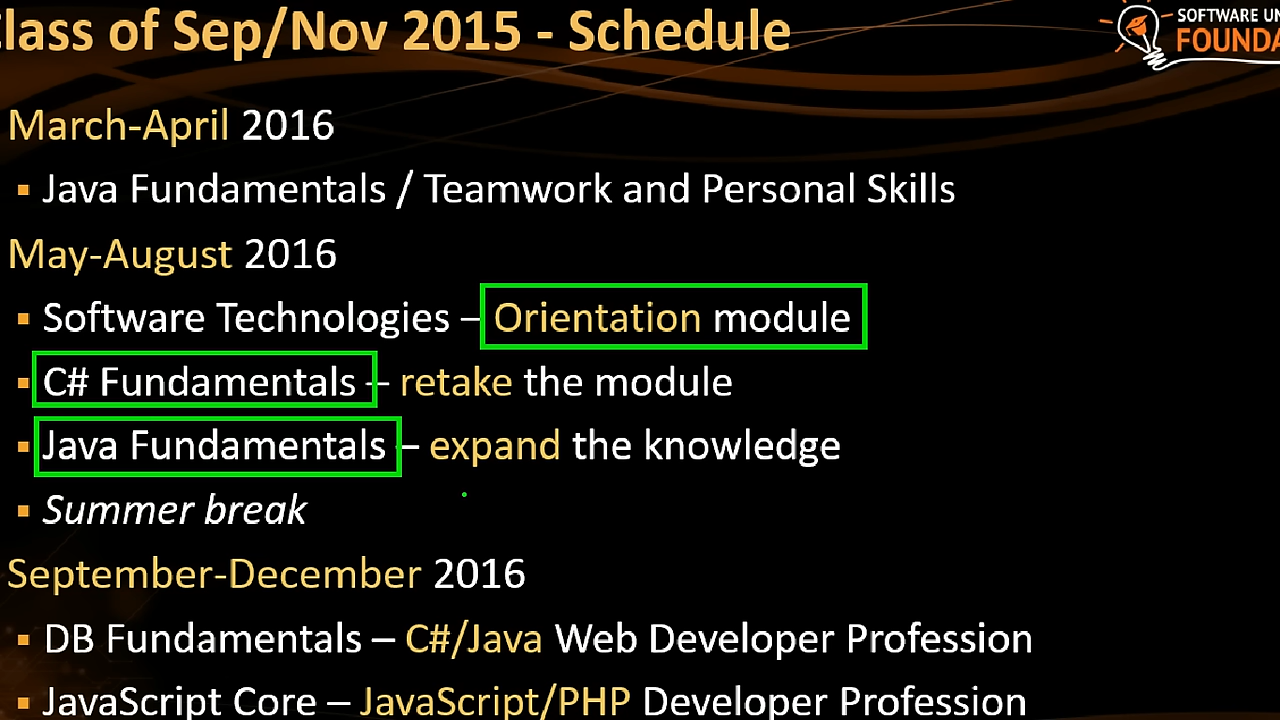 lass of Sep/Nov 2015 - Schedule
SOFTWARE UN
FOUNDA
March-April 2016
Java Fundamentals / Teamwork and Personal Skills
May-August 2016
Software Technologies – Orientation module
C# Fundamentals – retake the module
Java Fundamentals – expand the knowledge
Summer break
September-December 2016
DB Fundamentals – C#/Java Web Developer Profession
JavaScript Core – JavaScript/PHP Developer Profession